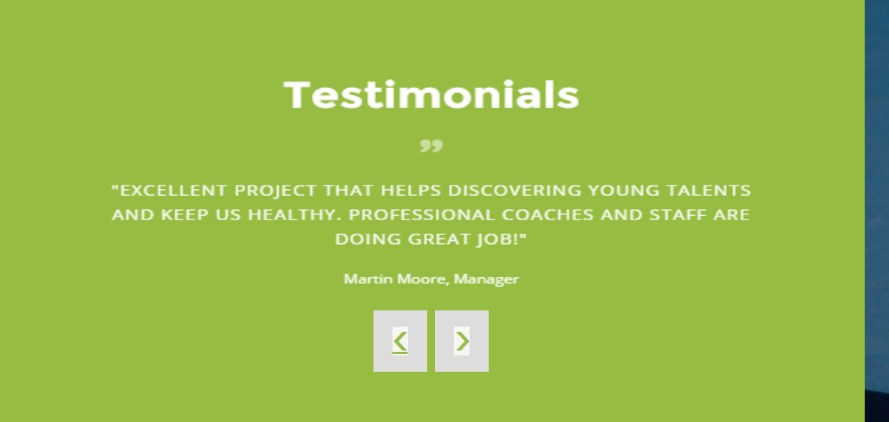 Testimonials
”
"EXCELLENT PROJECT THAT HELPS DISCOVERING YOUNG TALENTS
AND KEEP US HEALTHY. PROFESSIONAL COACHES AND STAFF ARE
DOING GREAT JOB!"
Martin Moore, Manager
‹ ›